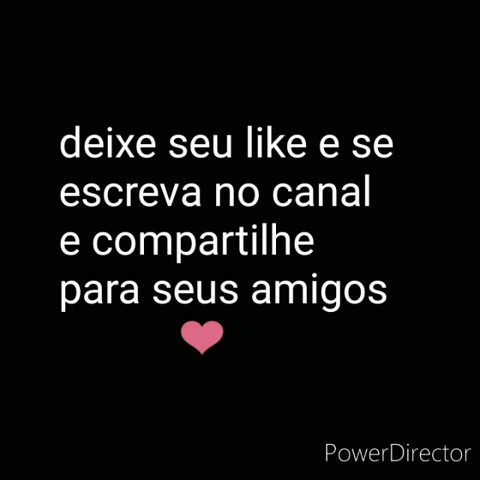 deixe seu like e se
escreva no canal
e compartilhe
para seus amigos
❤
PowerDirector